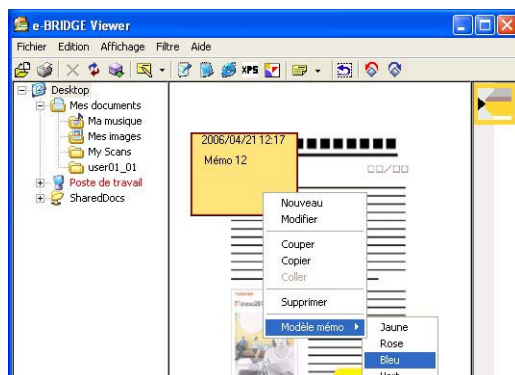 e-BRIDGE Viewer
Fichier Edition Affichage Filtre Aide
XPS
Desktop
Mes documents
Ma musique
Mes images
My Scans
user01_01
Poste de travail
SharedDocs
2006/04/21 12:17
Mémo 12
Nouveau
Modifier
Couper
Copier
Coller
Supprimer
Modèle mémo
Jaune
Rose
Bleu